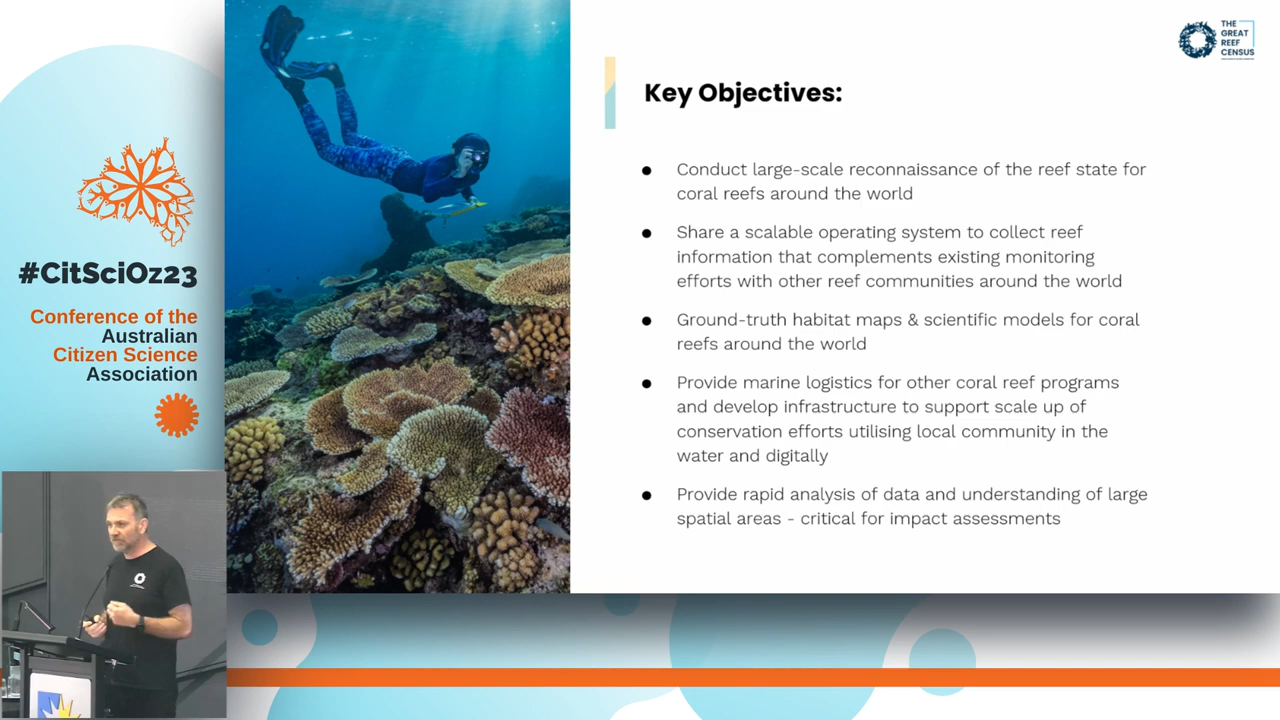 #CitSciOz23
Conference of the
Australian
Citizen Science
Association
THE
GREAT
REEF
CENSUS
Key Objectives:
● Conduct large-scale reconnaissance of the reef state for
coral reefs around the world
● Share a scalable operating system to collect reef
information that complements existing monitoring
efforts with other reef communities around the world
● Ground-truth habitat maps & scientific models for coral
reefs around the world
● Provide marine logistics for other coral reef programs
and develop infrastructure to support scale up of
conservation efforts utilising local community in the
water and digitally
● Provide rapid analysis of data and understanding of large
spatial areas - critical for impact assessments